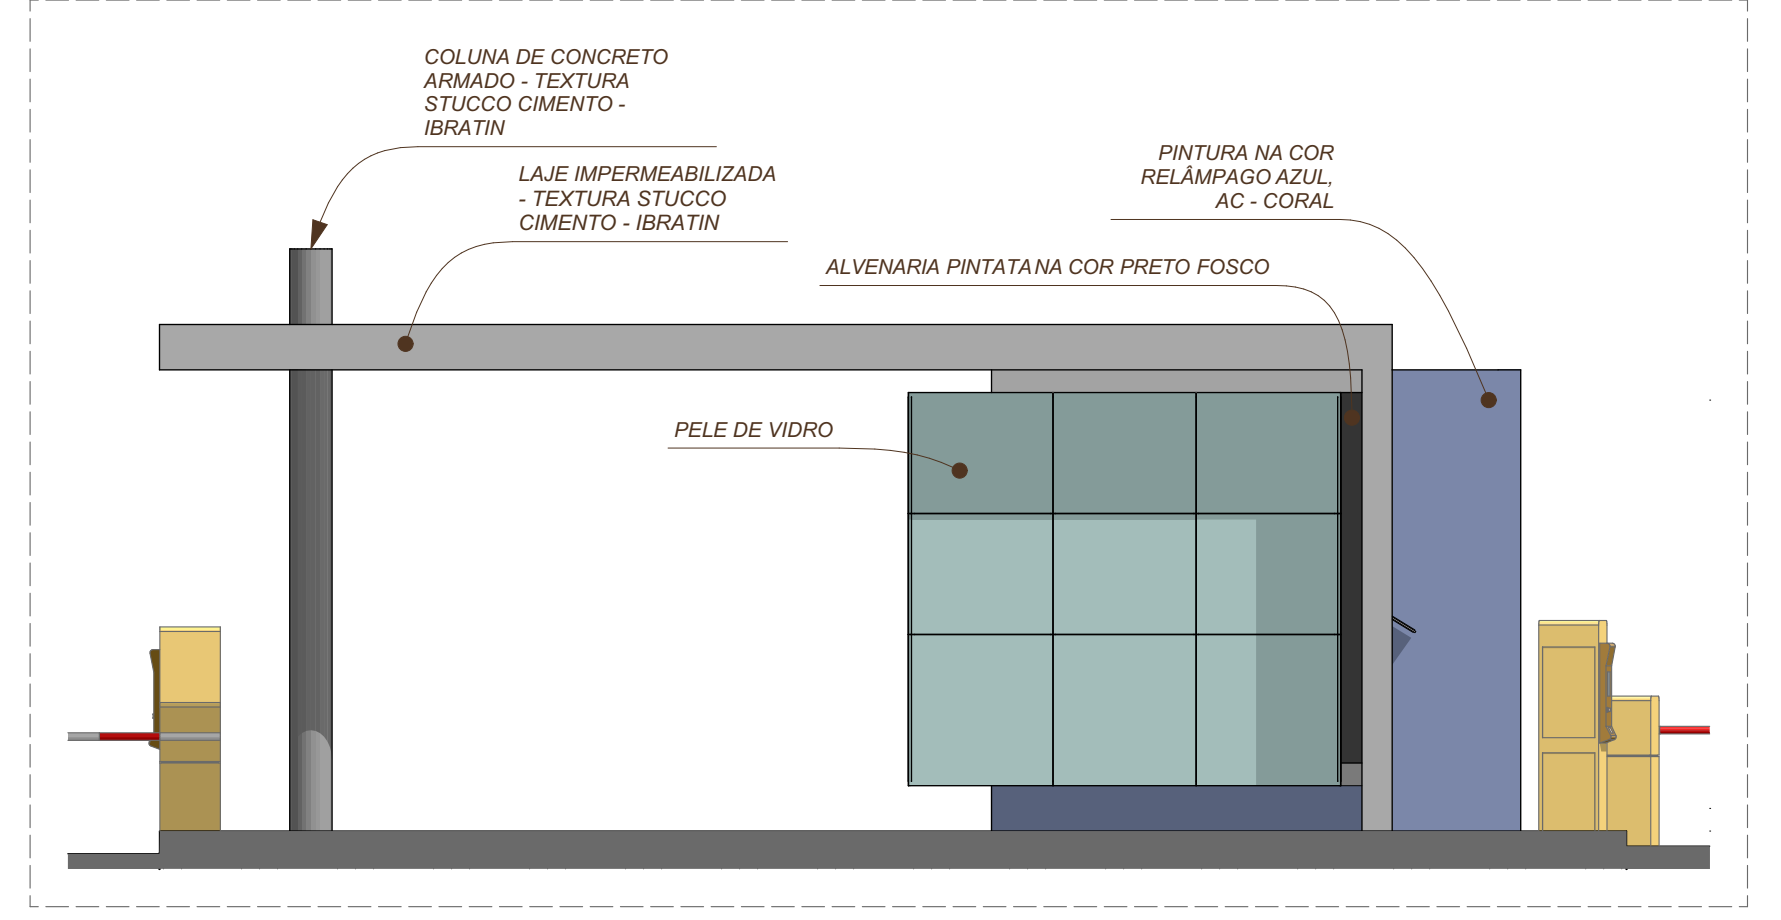 COLUNA DE CONCRETO
ARMADO - TEXTURA
STUCCO CIMENTO -
IBRATIN
LAJE IMPERMEABILIZADA
- TEXTURA STUCCO
CIMENTO - IBRATIN
PINTURA NA COR
RELÂMPAGO AZUL,
AC - CORAL
ALVENARIA PINTATA NA COR PRETO FOSCO
PELE DE VIDRO